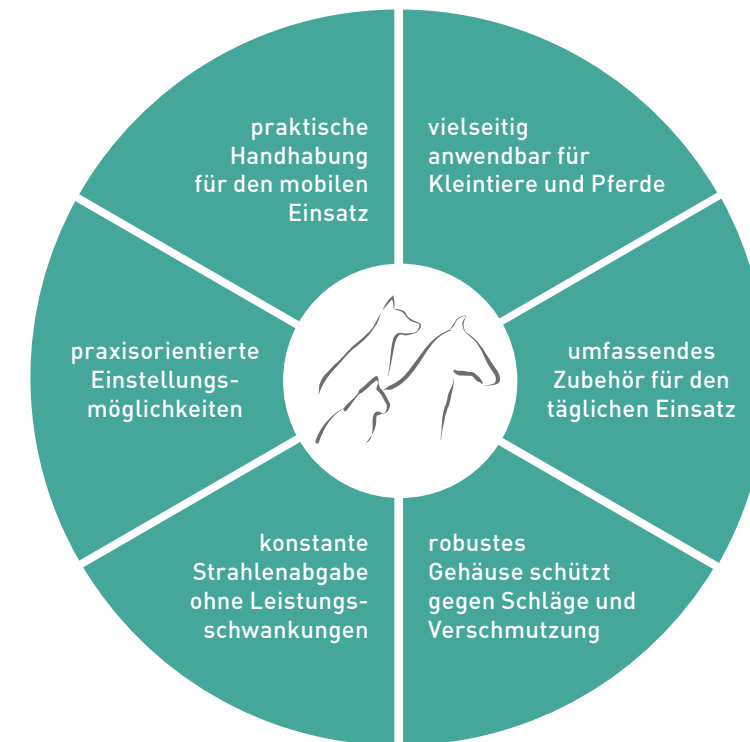 praktische
Handhabung
für den mobilen
Einsatz
vielseitig
anwendbar für
Kleintiere und Pferde
praxisorientierte
Einstellungs-
möglichkeiten
umfassendes
Zubehör für den
täglichen Einsatz
konstante
Strahlenabgabe
ohne Leistungs-
schwankungen
robustes
Gehäuse schützt
gegen Schläge und
Verschmutzung